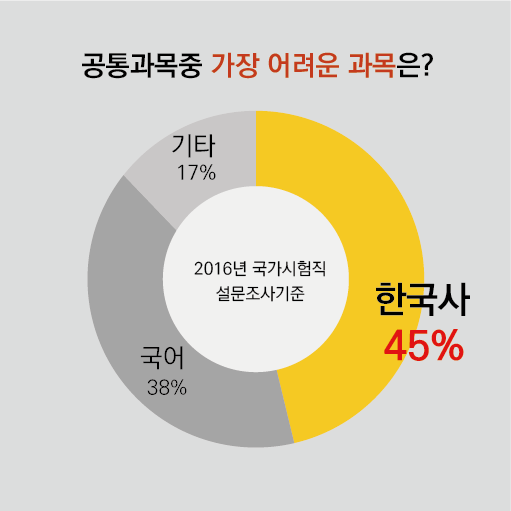 공통과목중 가장 어려운 과목은?
기타
17%
2016년 국가시험직
설문조사기준
한국사
45%
국어
38%